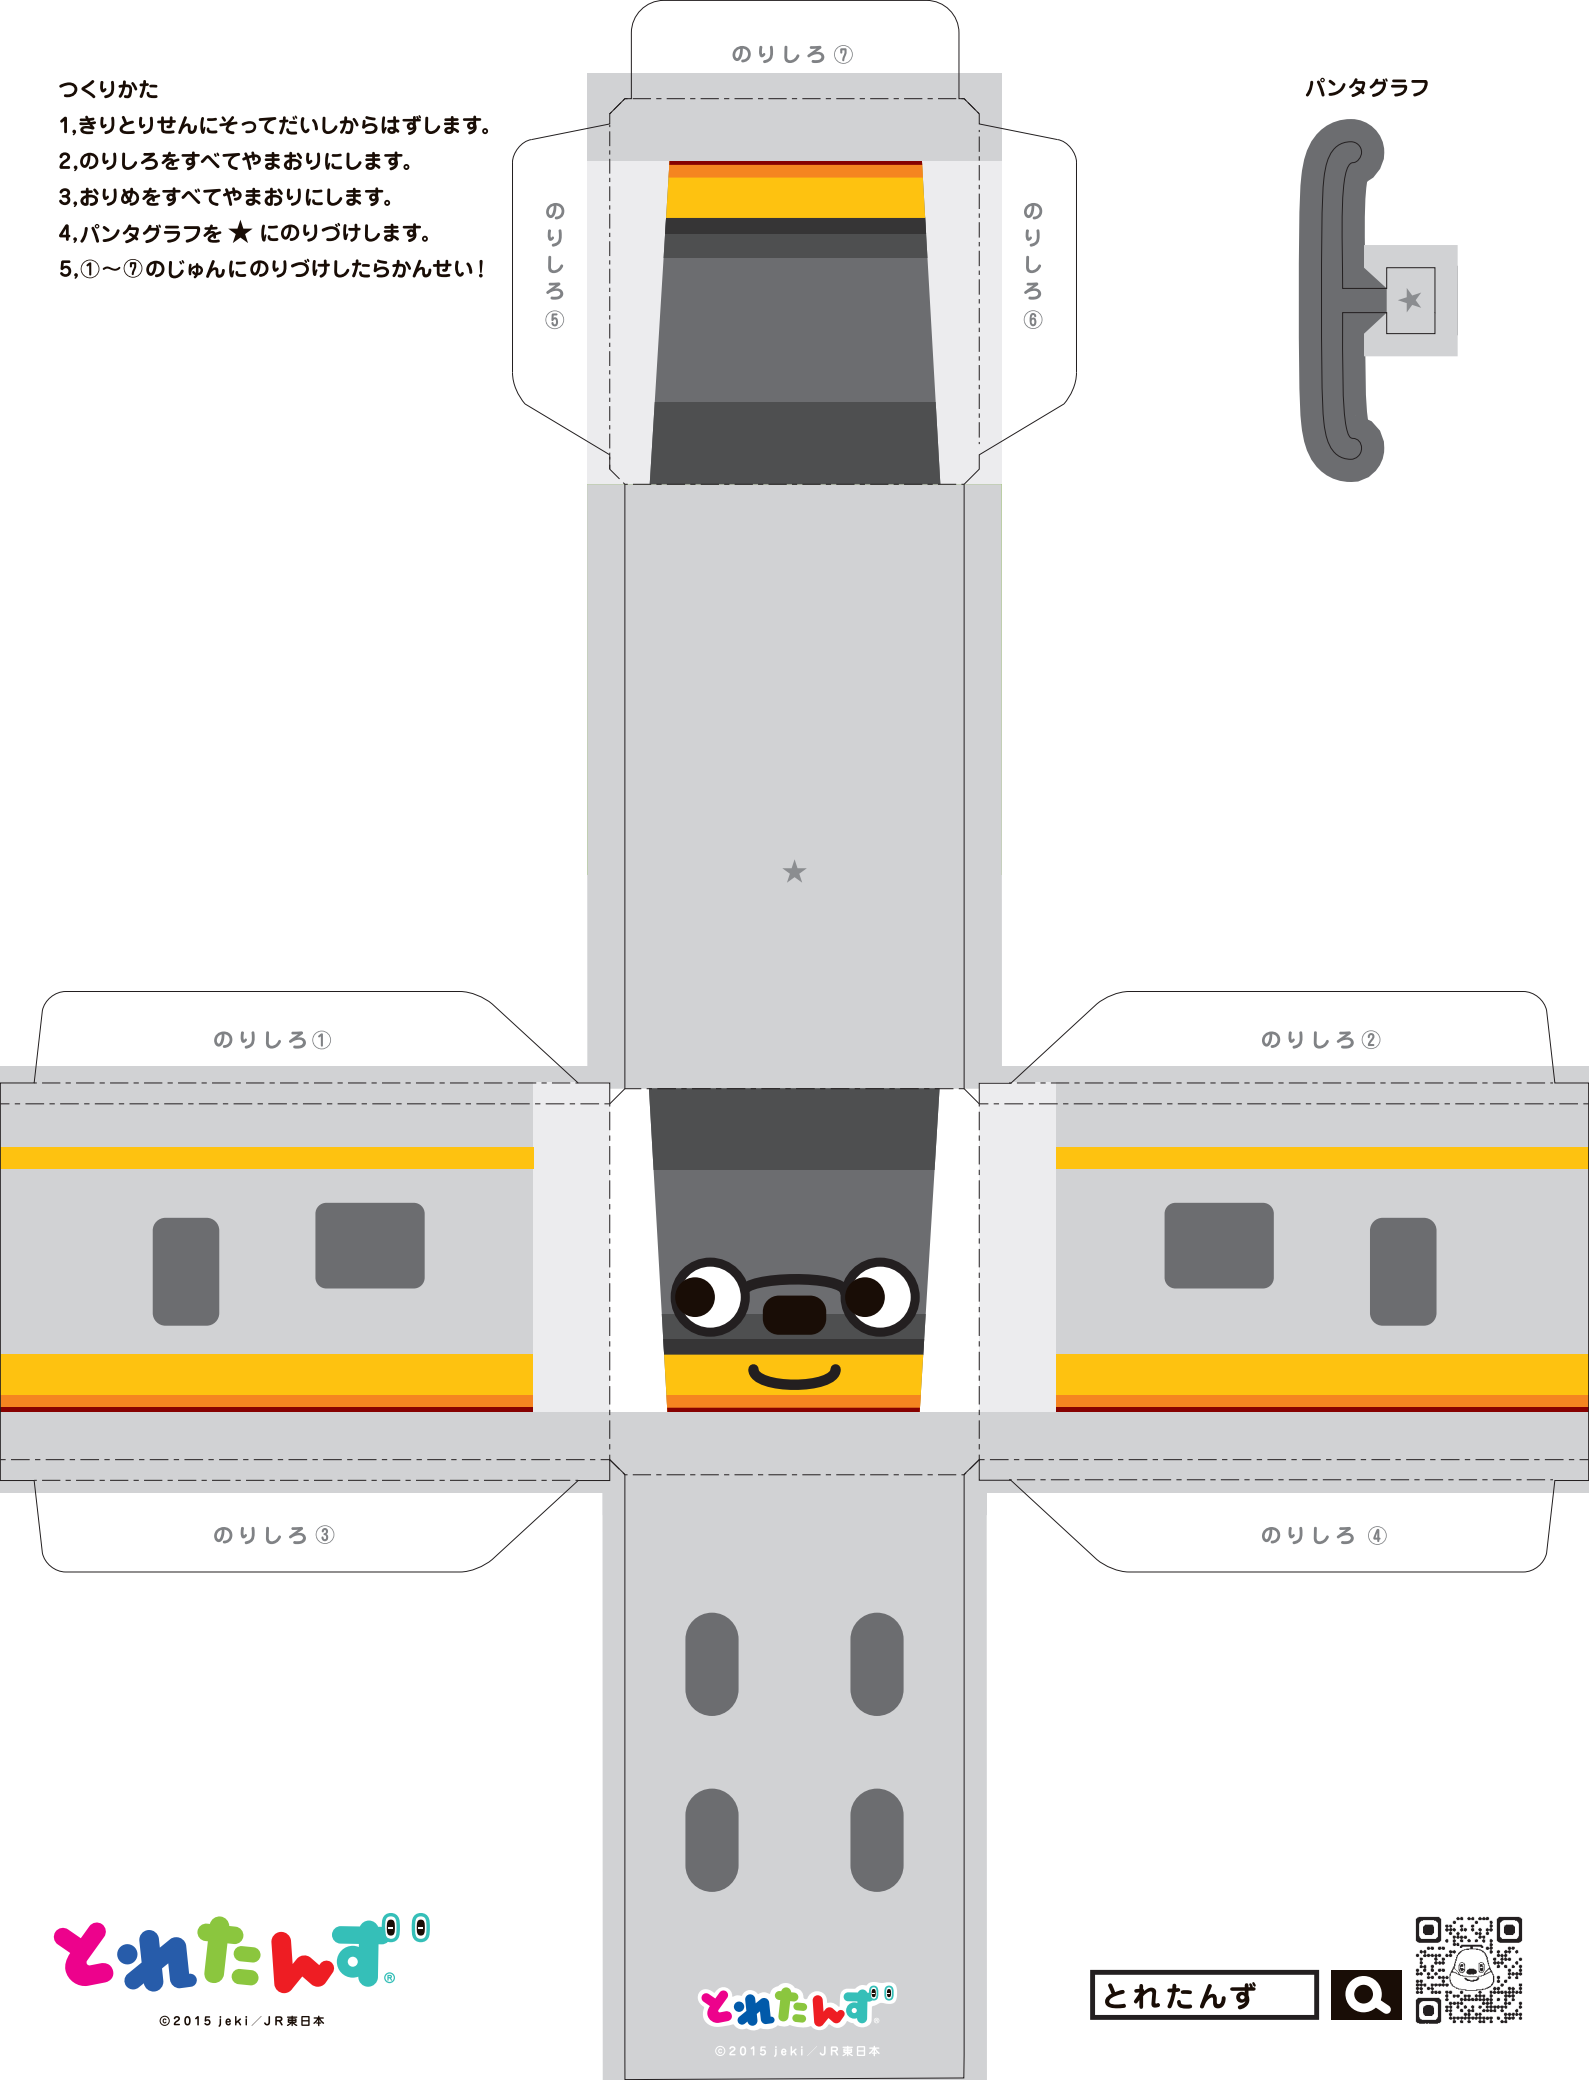 つくりかた
1,きりとりせんにそってだいしからはずします。
2,のりしろをすべてやまおりにします。
3,おりめをすべてやまおりにします。
4,パンタグラフを ★ にのりづけします。
5,①～⑦のじゅんにのりづけしたらかんせい！
のりしろ⑦
パンタグラフ
のりしろ⑤
のりしろ⑥
★
★
のりしろ①
のりしろ②
のりしろ③
のりしろ④
とれたんず®
©2015 jeki／JR東日本
とれたんず®
©2015 jeki／JR東日本
とれたんず